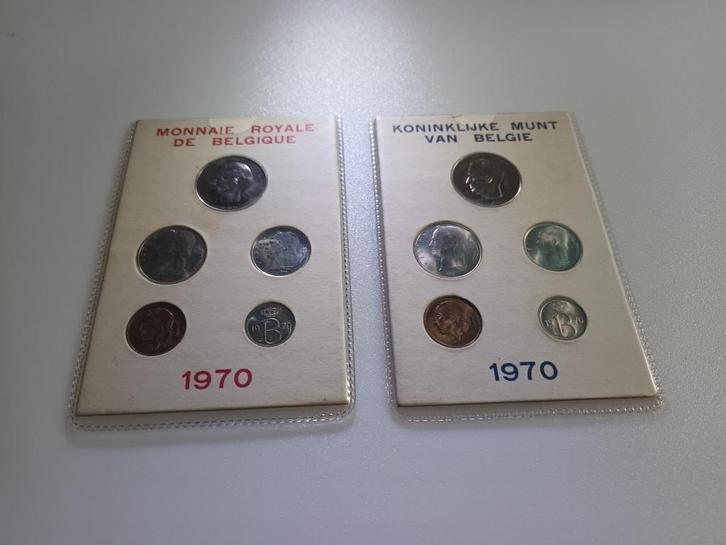 MONNAIE ROYALE
DE BELGIQUE
1970
KONINKLIJKE MUNT
VAN BELGIE
1970